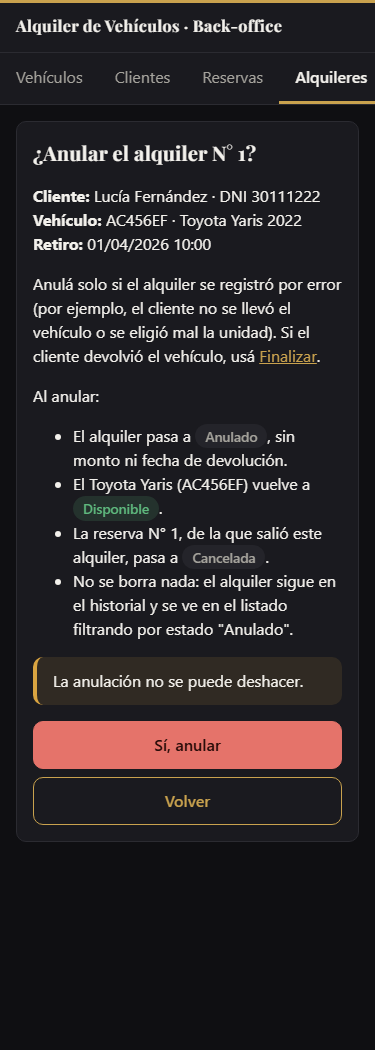 Alquiler de Vehículos · Back-office
Vehículos Clientes Reservas Alquileres
¿Anular el alquiler N° 1?
Cliente: Lucía Fernández · DNI 30111222
Vehículo: AC456EF · Toyota Yaris 2022
Retiro: 01/04/2026 10:00
Anulá solo si el alquiler se registró por error
(por ejemplo, el cliente no se llevó el
vehículo o se eligió mal la unidad). Si el
cliente devolvió el vehículo, usá Finalizar.
Al anular:
• El alquiler pasa a Anulado, sin
monto ni fecha de devolución.
• El Toyota Yaris (AC456EF) vuelve a
Disponible.
• La reserva N° 1, de la que salió este
alquiler, pasa a Cancelada.
• No se borra nada: el alquiler sigue en
el historial y se ve en el listado
filtrando por estado "Anulado".
La anulación no se puede deshacer.
Sí, anular
Volver